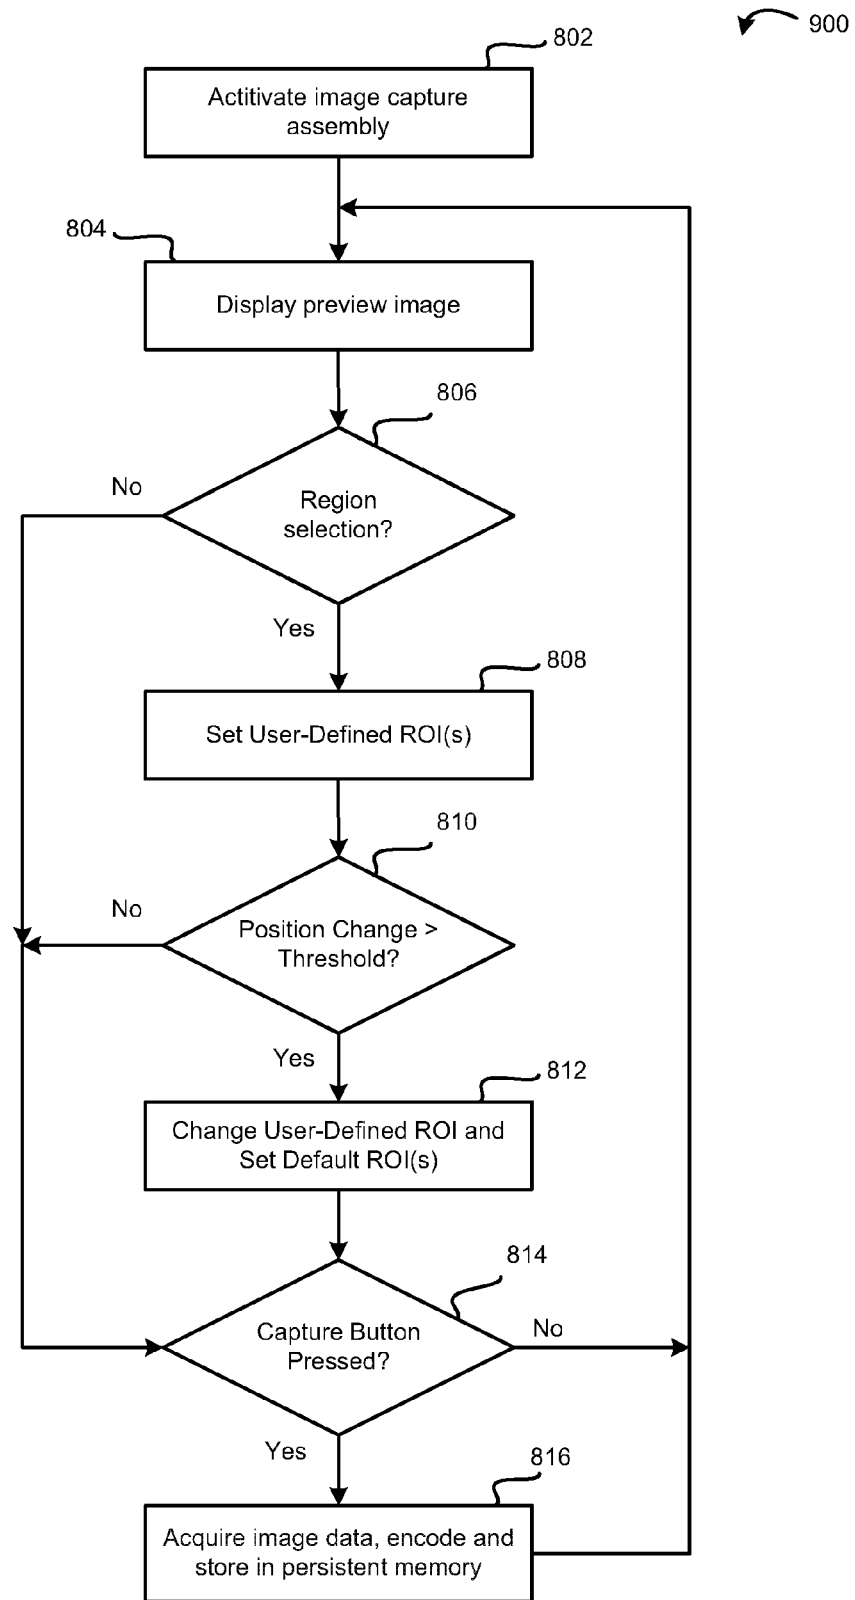 900
802
Actitivate image capture
assembly
804
Display preview image
806
Region
selection?
No
Yes
808
Set User-Defined ROI(s)
810
Position Change >
Threshold?
No
Yes
812
Change User-Defined ROI and
Set Default ROI(s)
814
Capture Button
Pressed?
No
Yes
816
Acquire image data, encode and
store in persistent memory